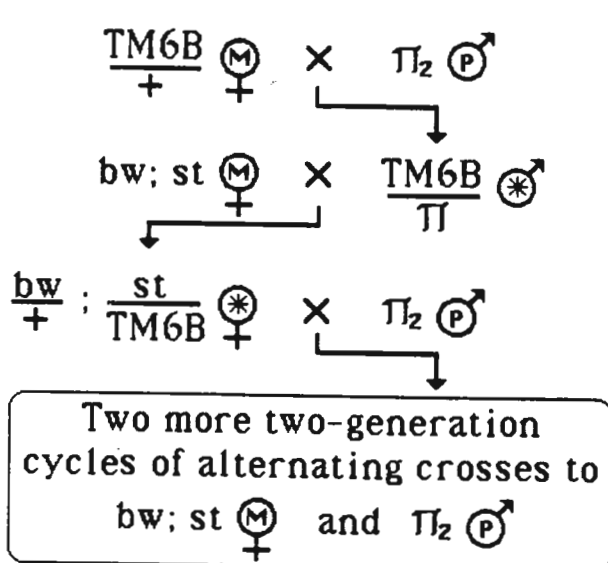 TM6B/+ Ⓜ♀ × π₂ Ⓟ♂
bw; st Ⓜ♀ × TM6B/π ⊛♂
bw/+ ; st/TM6B ⊛♀ × π₂ Ⓟ♂
Two more two-generation
cycles of alternating crosses to
bw; st Ⓜ♀ and π₂ Ⓟ♂